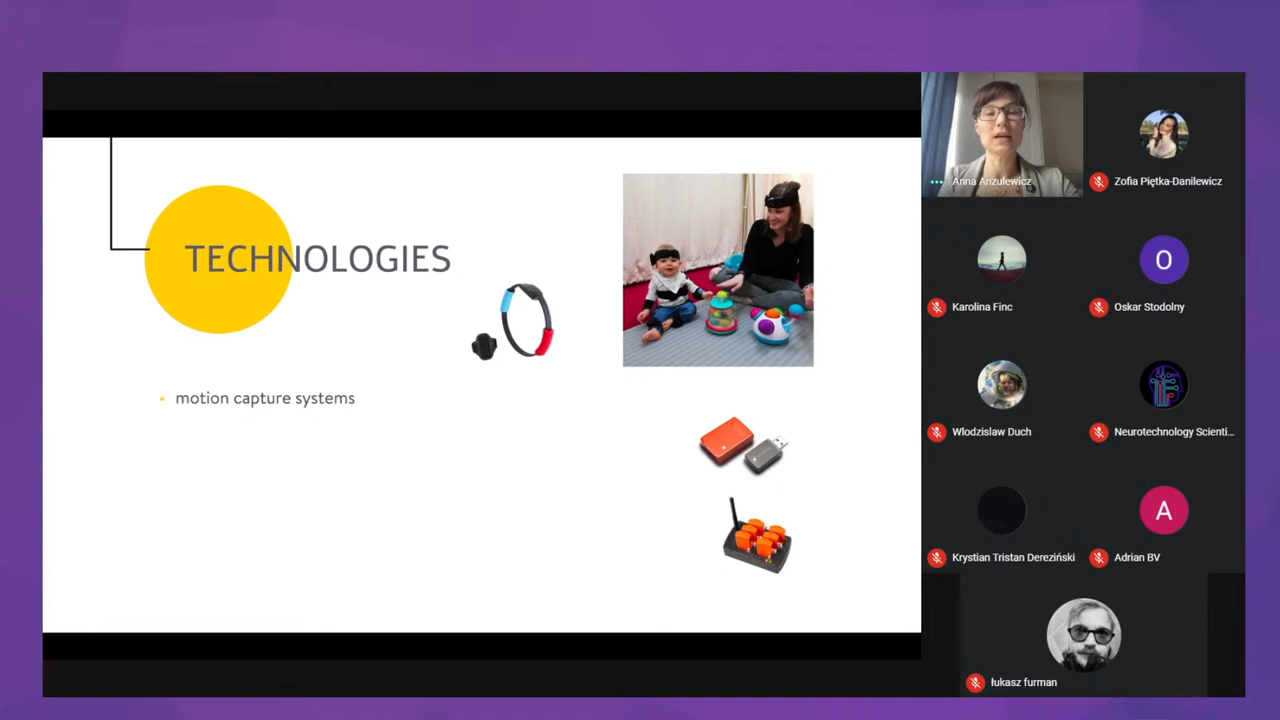 TECHNOLOGIES
• motion capture systems
Anna Anzulewicz
Zofia Piętka-Danilewicz
Karolina Finc
O
Oskar Stodolny
Wlodzislaw Duch
Neurotechnology Scienti...
Krystian Tristan Dereziński
A
Adrian BV
łukasz furman